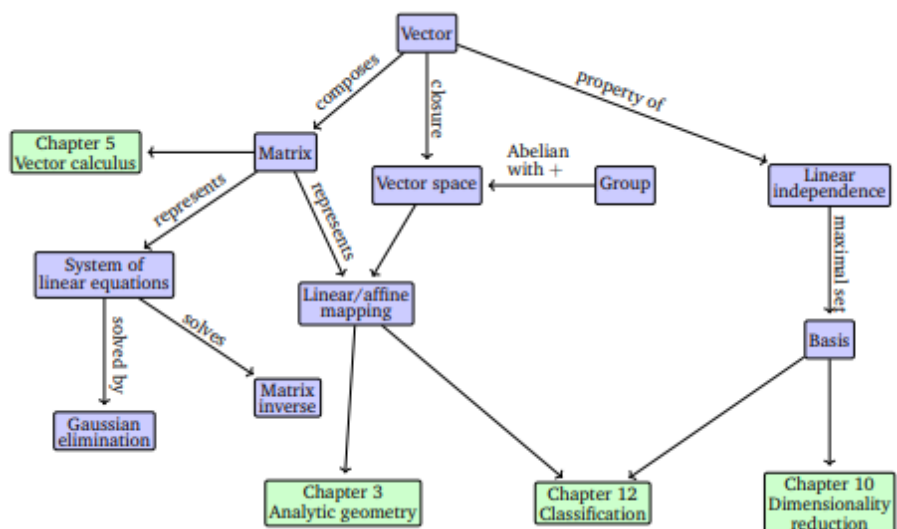 Vector
composes
closure
property of
Chapter 5
Vector calculus
Matrix
Abelian
with +
Vector space
Group
Linear
independence
represents
represents
maximal set
System of
linear equations
Linear/affine
mapping
solved by
solves
Basis
Matrix
inverse
Gaussian
elimination
Chapter 3
Analytic geometry
Chapter 12
Classification
Chapter 10
Dimensionality
reduction